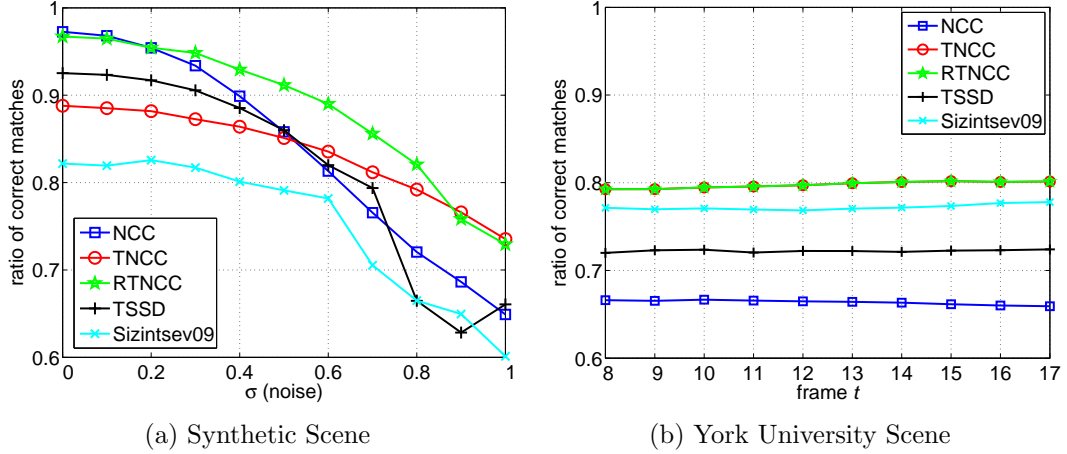 ratio of correct matches
1
0.9
0.8
0.7
0.6
NCC
TNCC
RTNCC
TSSD
Sizintsev09
0 0.2 0.4 0.6 0.8 1
σ (noise)
(a) Synthetic Scene
ratio of correct matches
1
0.9
0.8
0.7
0.6
NCC
TNCC
RTNCC
TSSD
Sizintsev09
8 9 10 11 12 13 14 15 16 17
frame t
(b) York University Scene